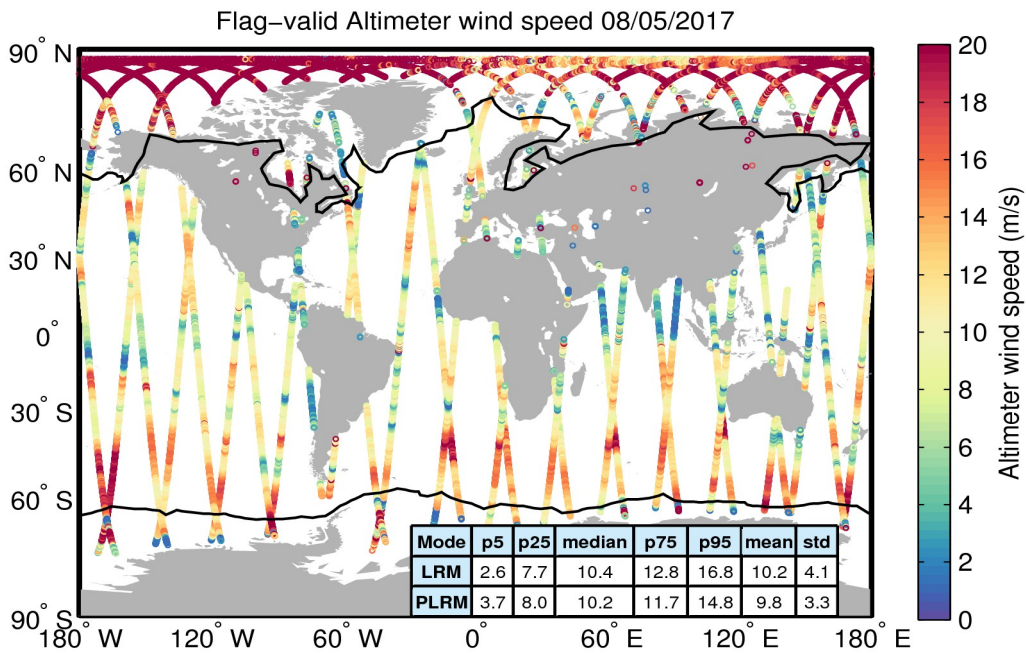 Flag−valid Altimeter wind speed 08/05/2017
90° N
60° N
30° N
0°
30° S
60° S
90° S
180° W
120° W
60° W
0°
60° E
120° E
180° E
Mode p5 p25 median p75 p95 mean std
LRM 2.6 7.7 10.4 12.8 16.8 10.2 4.1
PLRM 3.7 8.0 10.2 11.7 14.8 9.8 3.3
20
18
16
14
12
10
8
6
4
2
0
Altimeter wind speed (m/s)